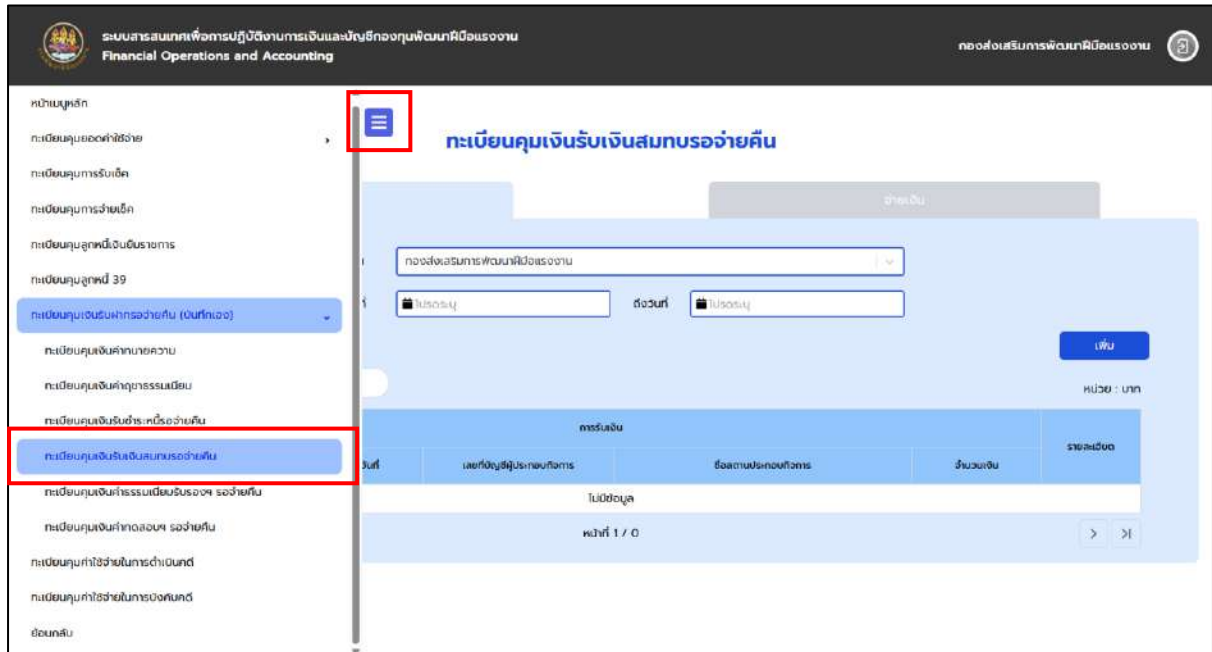 ระบบสารสนเทศเพื่อการปฏิบัติงานการเงินและบัญชีกองทุนพัฒนาฝีมือแรงงาน
Financial Operations and Accounting
กองส่งเสริมการพัฒนาฝีมือแรงงาน
หน้าเมนูหลัก
ทะเบียนคุมยอดค่าใช้จ่าย
ทะเบียนคุมการรับเช็ค
ทะเบียนคุมการจ่ายเช็ค
ทะเบียนคุมลูกหนี้เงินยืมราชการ
ทะเบียนคุมลูกหนี้ 39
ทะเบียนคุมเงินรับฝากรอจ่ายคืน (บันทึกเอง)
ทะเบียนคุมเงินค่าทนายความ
ทะเบียนคุมเงินค่าฤชาธรรมเนียม
ทะเบียนคุมเงินรับชำระหนี้รอจ่ายคืน
ทะเบียนคุมเงินรับเงินสมทบรอจ่ายคืน
ทะเบียนคุมเงินค่าธรรมเนียมรับรองฯ รอจ่ายคืน
ทะเบียนคุมเงินค่าทดสอบฯ รอจ่ายคืน
ทะเบียนคุมค่าใช้จ่ายในการดำเนินคดี
ทะเบียนคุมค่าใช้จ่ายในการบังคับคดี
ย้อนกลับ
ทะเบียนคุมเงินรับเงินสมทบรอจ่ายคืน
จ่ายเงิน
กองส่งเสริมการพัฒนาฝีมือแรงงาน
โปรดระบุ ถึงวันที่ โปรดระบุ
เพิ่ม
หน่วย : บาท
การรับเงิน
รายละเอียด
วันที่ เลขที่บัญชีผู้ประกอบกิจการ ชื่อสถานประกอบกิจการ จำนวนเงิน
ไม่มีข้อมูล
หน้าที่ 1 / 0